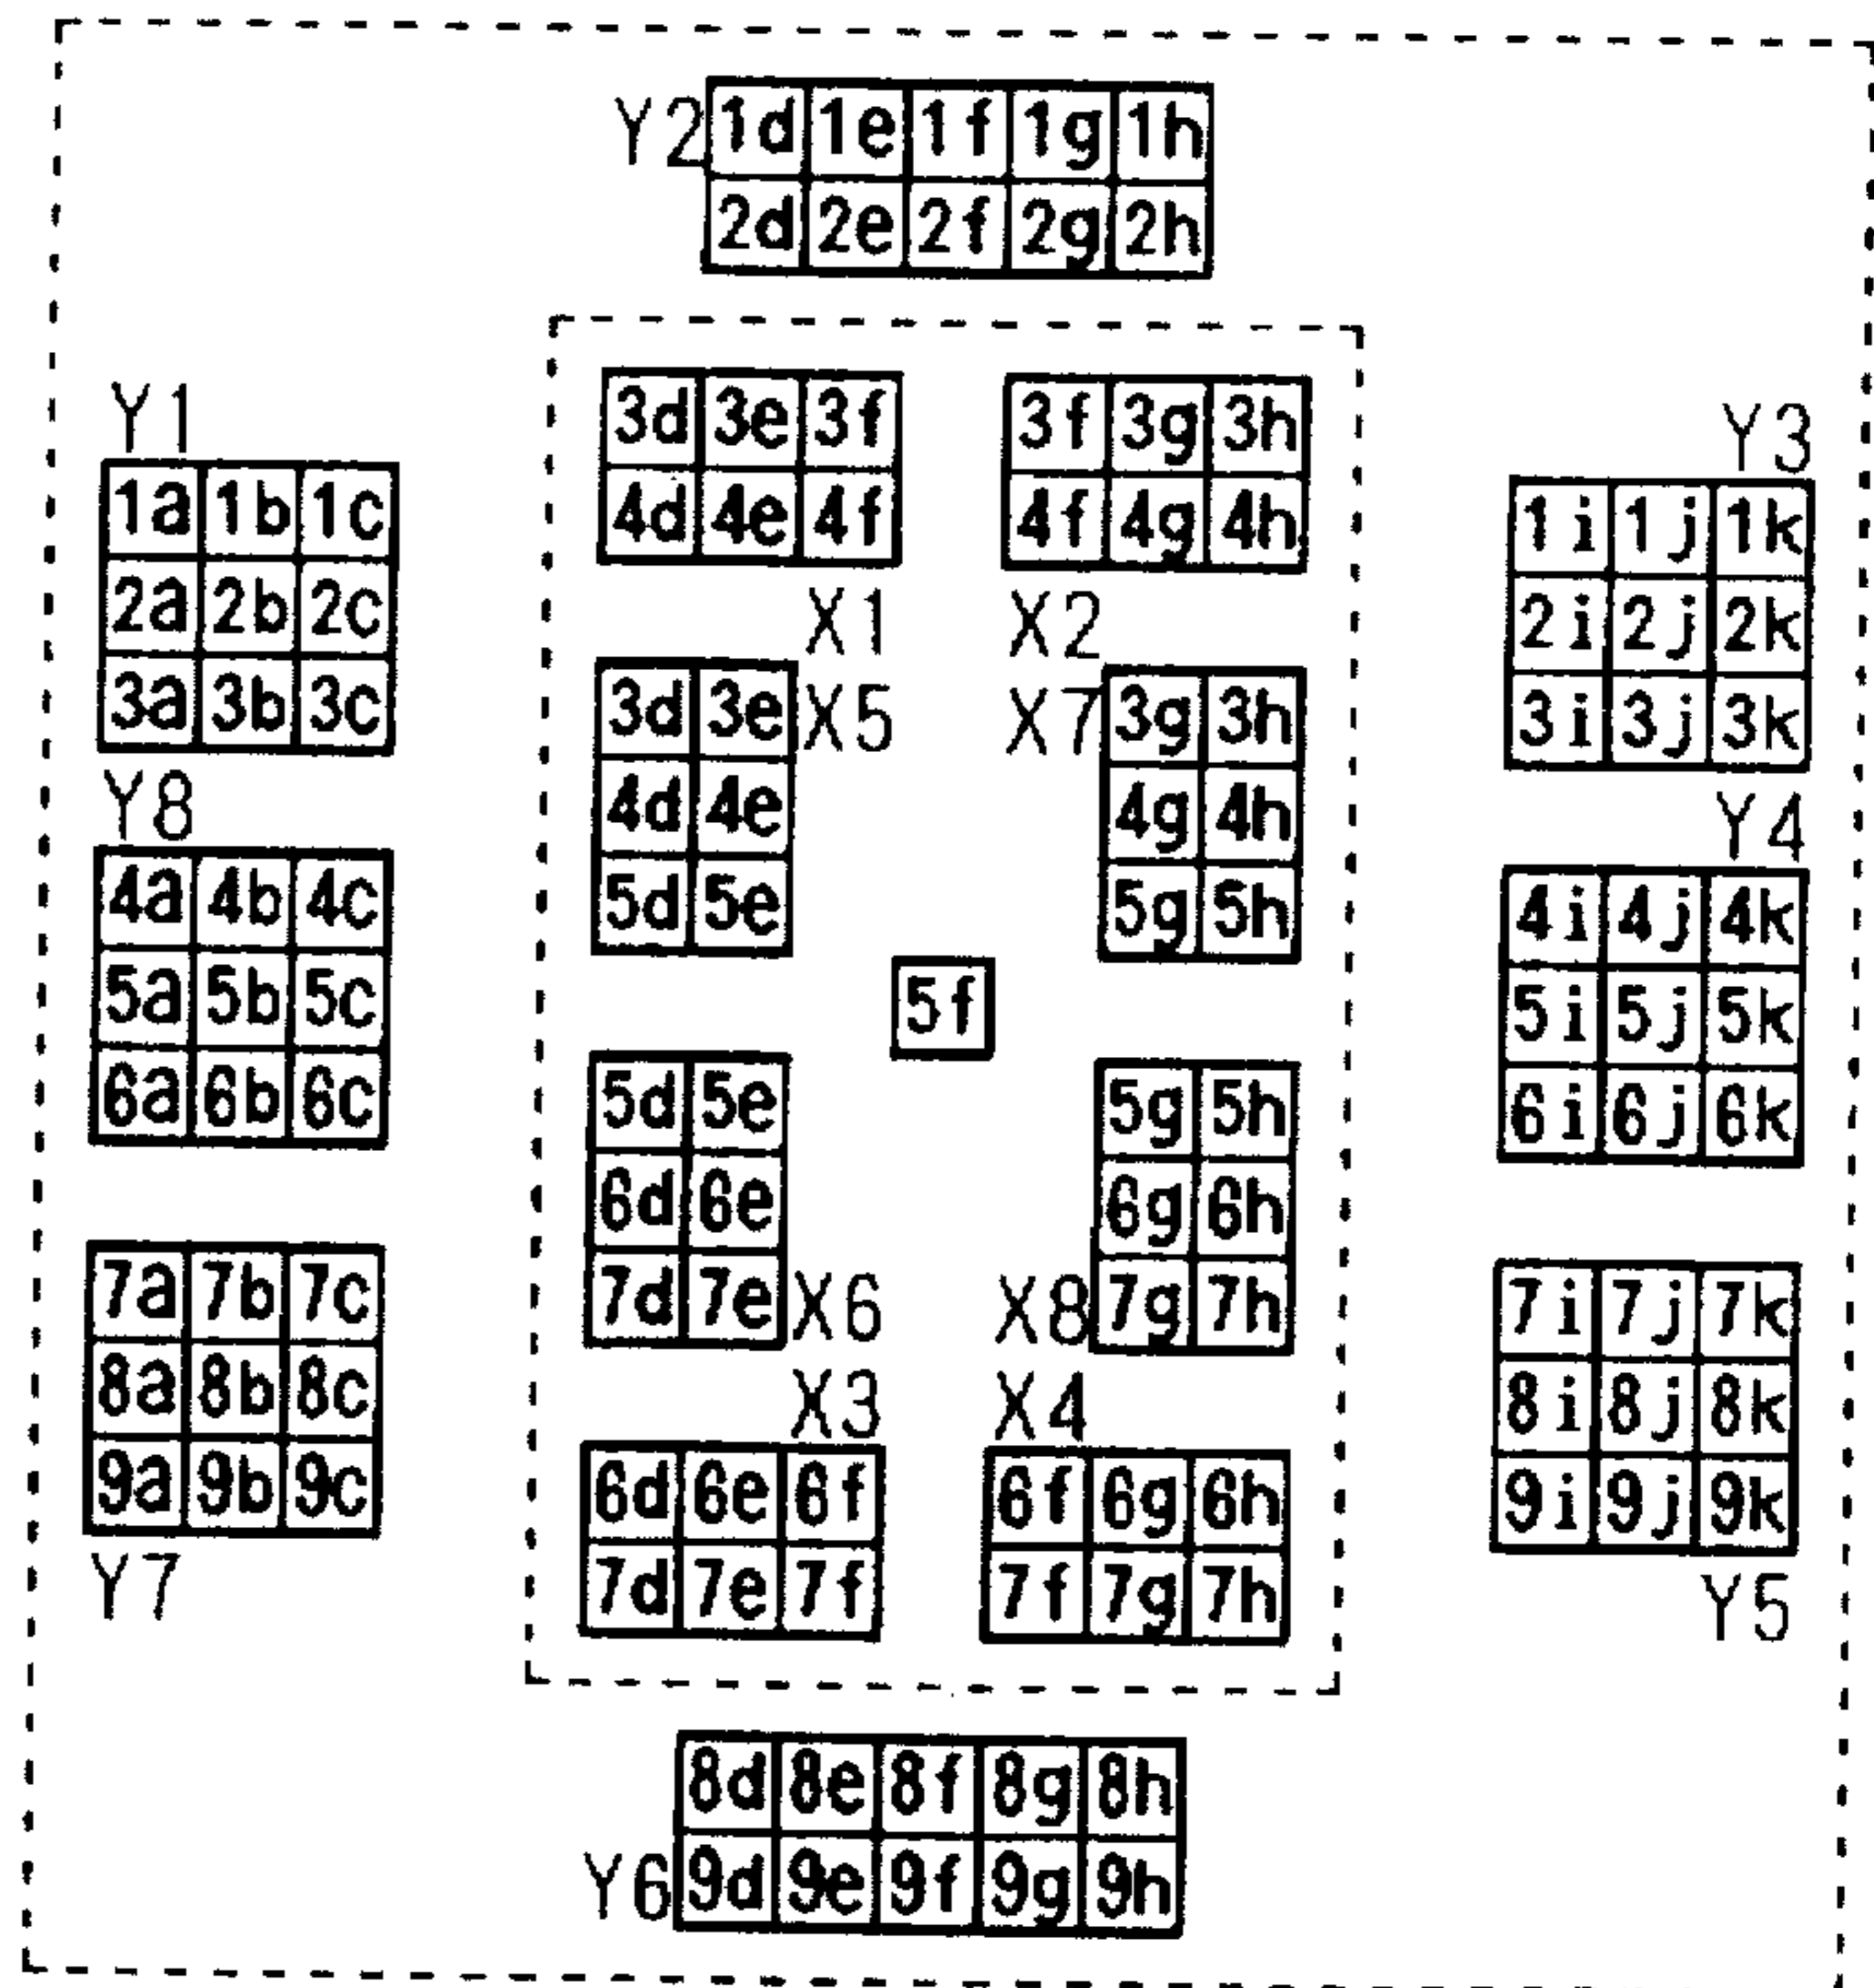 Y2
1d 1e 1f 1g 1h
2d 2e 2f 2g 2h
Y1
1a 1b 1c
2a 2b 2c
3a 3b 3c
3d 3e 3f
4d 4e 4f
X1
3f 3g 3h
4f 4g 4h
X2
Y3
1i 1j 1k
2i 2j 2k
3i 3j 3k
X5
3d 3e
4d 4e
5d 5e
X7
3g 3h
4g 4h
5g 5h
Y8
4a 4b 4c
5a 5b 5c
6a 6b 6c
5f
Y4
4i 4j 4k
5i 5j 5k
6i 6j 6k
5d 5e
6d 6e
7d 7e
X6
5g 5h
6g 6h
7g 7h
X8
7a 7b 7c
8a 8b 8c
9a 9b 9c
Y7
X3
6d 6e 6f
7d 7e 7f
X4
6f 6g 6h
7f 7g 7h
7i 7j 7k
8i 8j 8k
9i 9j 9k
Y5
8d 8e 8f 8g 8h
Y6
9d 9e 9f 9g 9h